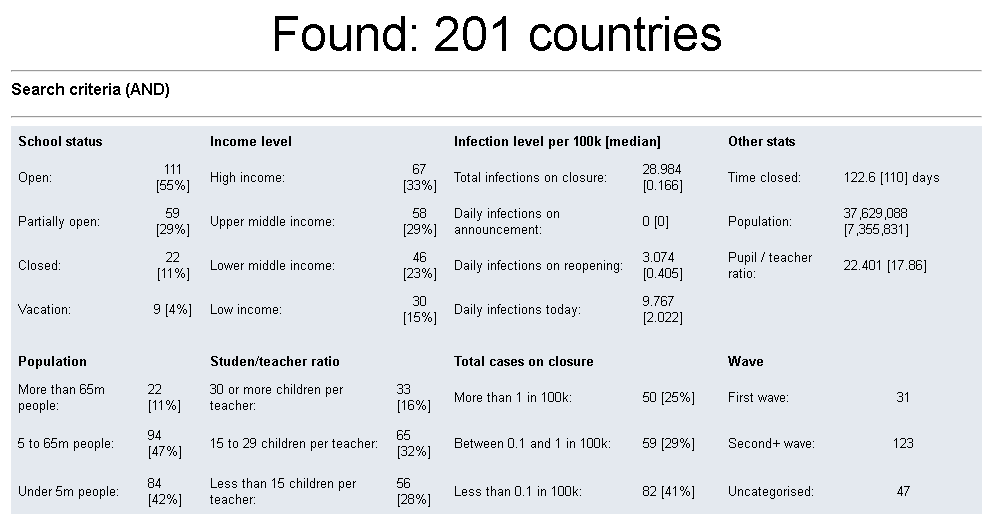 Found: 201 countries
Search criteria (AND)
School status Income level Infection level per 100k [median] Other stats
Open: 111 [55%] High income: 67 [33%] Total infections on closure: 28.984 [0.166] Time closed: 122.6 [110] days
Partially open: 59 [29%] Upper middle income: 58 [29%] Daily infections on announcement: 0 [0] Population: 37,629,088 [7,355,831]
Closed: 22 [11%] Lower middle income: 46 [23%] Daily infections on reopening: 3.074 [0.405] Pupil / teacher ratio: 22.401 [17.86]
Vacation: 9 [4%] Low income: 30 [15%] Daily infections today: 9.767 [2.022]
Population Studen/teacher ratio Total cases on closure Wave
More than 65m people: 22 [11%] 30 or more children per teacher: 33 [16%] More than 1 in 100k: 50 [25%] First wave: 31
5 to 65m people: 94 [47%] 15 to 29 children per teacher: 65 [32%] Between 0.1 and 1 in 100k: 59 [29%] Second+ wave: 123
Under 5m people: 84 [42%] Less than 15 children per teacher: 56 [28%] Less than 0.1 in 100k: 82 [41%] Uncategorised: 47